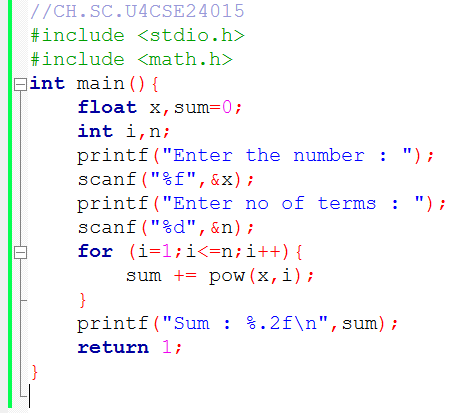 //CH.SC.U4CSE24015
#include <stdio.h>
#include <math.h>
int main(){
    float x,sum=0;
    int i,n;
    printf("Enter the number : ");
    scanf("%f",&x);
    printf("Enter no of terms : ");
    scanf("%d",&n);
    for (i=1;i<=n;i++){
        sum += pow(x,i);
    }
    printf("Sum : %.2f\n",sum);
    return 1;
}